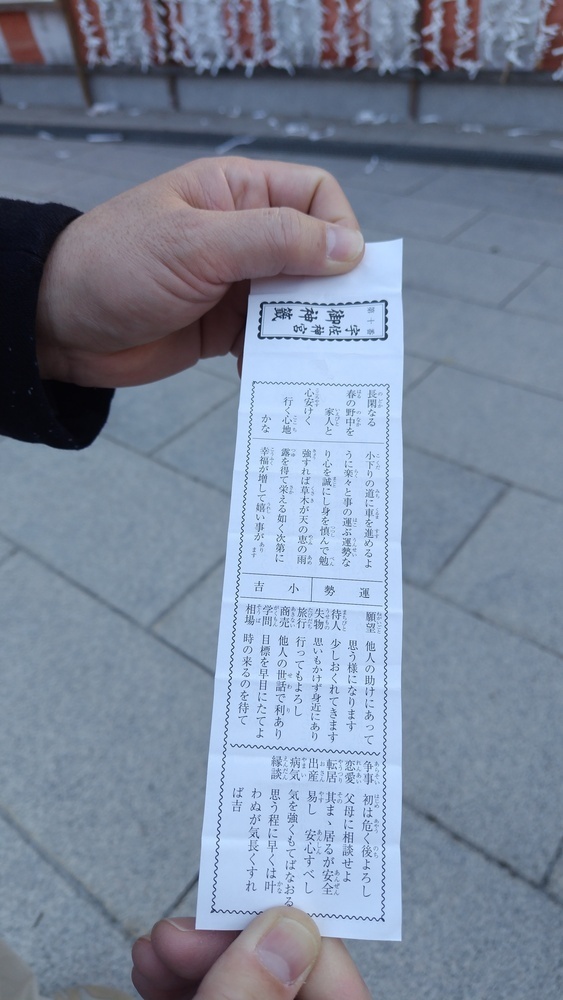 第十番
宇佐神宮
御神籤
長閑なる
春の野中を
家人と
心安けく
行く心地
かな
小下りの道に車を進めるよ
うに楽々と事の運ぶ運勢な
り心を誠にし身を慎んで勉
強すれば草木が天の恵の雨
露を得て栄える如く次第に
幸福が増して嬉い事があります
運勢
小吉
願望 他人の助けにあって
思う様になります
待人 少しおくれてきます
失物 思いもかけず身近にあり
旅行 行ってもよろし
商売 他人の世話で利あり
学問 目標を早目にたてよ
相場 時の来るのを待て
争事 初は危く後よろし
恋愛 父母に相談せよ
転居 其まゝ居るが安全
出産 易し 安心すべし
病気 気を強くもてばなおる
縁談 思う程に早くは叶
わぬが気長くすれ
ば吉